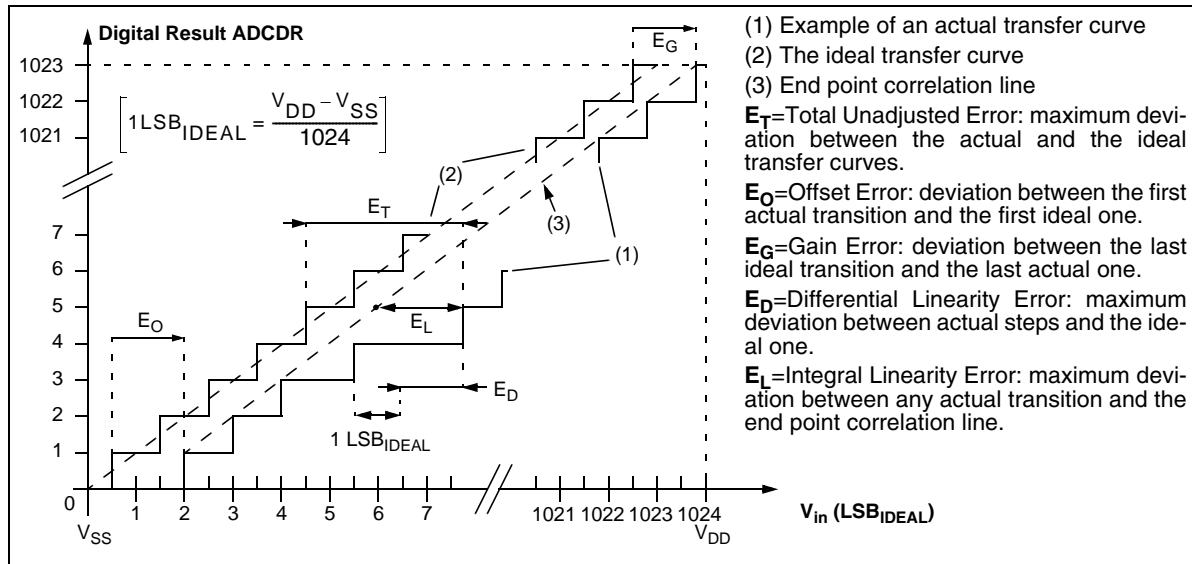 Digital Result ADCDR
E_G
1023
1022
1021
1LSB_IDEAL = (V_DD – V_SS) / 1024
(2)
E_T
(3)
7
6
(1)
5
E_L
E_O
4
3
E_D
2
1 LSB_IDEAL
1
0
1 2 3 4 5 6 7 1021 1022 1023 1024
V_in (LSB_IDEAL)
V_SS
V_DD
(1) Example of an actual transfer curve
(2) The ideal transfer curve
(3) End point correlation line
E_T=Total Unadjusted Error: maximum devi-
ation between the actual and the ideal
transfer curves.
E_O=Offset Error: deviation between the first
actual transition and the first ideal one.
E_G=Gain Error: deviation between the last
ideal transition and the last actual one.
E_D=Differential Linearity Error: maximum
deviation between actual steps and the ide-
al one.
E_L=Integral Linearity Error: maximum devi-
ation between any actual transition and the
end point correlation line.